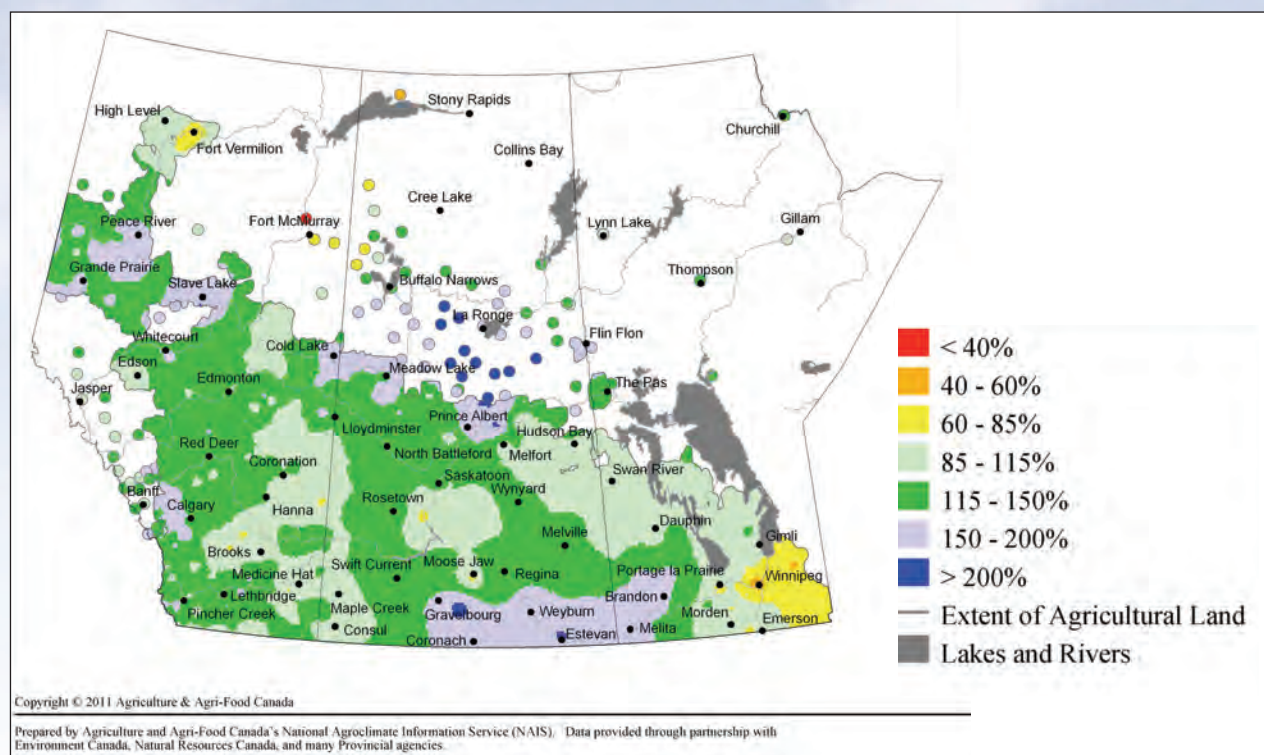 High Level
Stony Rapids
Fort Vermilion
Churchill
Collins Bay
Cree Lake
Peace River
Fort McMurray
Lynn Lake
Gillam
Thompson
Grande Prairie
Slave Lake
Buffalo Narrows
La Ronge
Flin Flon
Whitecourt
Cold Lake
Edson
Meadow Lake
Jasper
Edmonton
The Pas
Lloydminster
Prince Albert
Hudson Bay
Red Deer
North Battleford
Melfort
Coronation
Saskatoon
Swan River
Banff
Rosetown
Wynyard
Calgary
Hanna
Dauphin
Melville
Gimli
Brooks
Swift Current
Moose Jaw
Medicine Hat
Regina
Portage la Prairie
Winnipeg
Lethbridge
Maple Creek
Brandon
Pincher Creek
Gravelbourg
Weyburn
Morden
Consul
Emerson
Coronach
Estevan
Melita
< 40%
40 - 60%
60 - 85%
85 - 115%
115 - 150%
150 - 200%
> 200%
Extent of Agricultural Land
Lakes and Rivers
Copyright © 2011 Agriculture & Agri-Food Canada
Prepared by Agriculture and Agri-Food Canada's National Agroclimate Information Service (NAIS). Data provided through partnership with
Environment Canada, Natural Resources Canada, and many Provincial agencies.